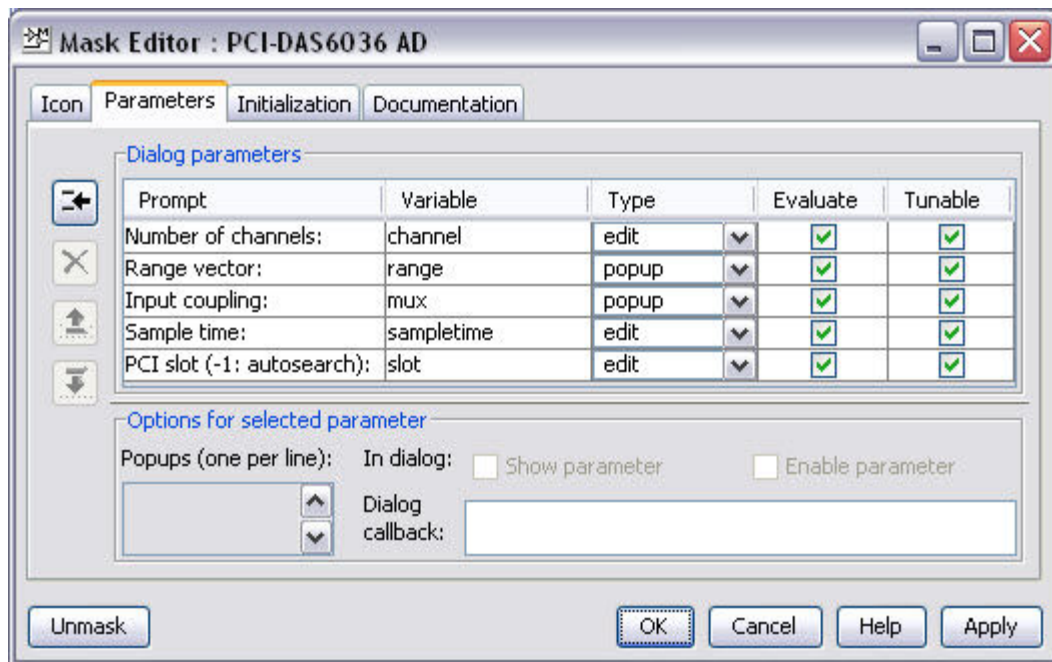 Mask Editor : PCI-DAS6036 AD
Icon Parameters Initialization Documentation
Dialog parameters
Prompt Variable Type Evaluate Tunable
Number of channels: channel edit
Range vector: range popup
Input coupling: mux popup
Sample time: sampletime edit
PCI slot (-1: autosearch): slot edit
Options for selected parameter
Popups (one per line): In dialog: Show parameter Enable parameter
Dialog
callback:
Unmask OK Cancel Help Apply